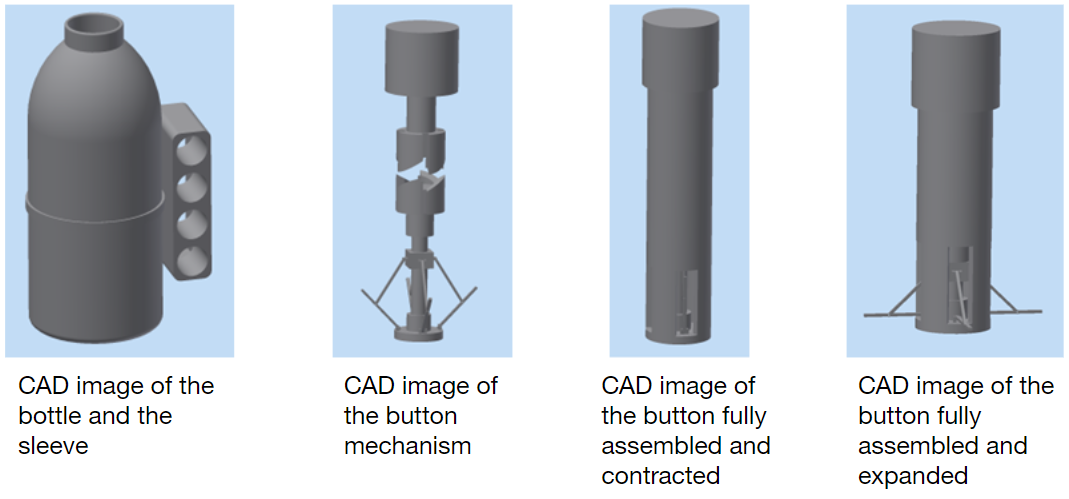 CAD image of the
bottle and the
sleeve
CAD image of
the button
mechanism
CAD image of
the button fully
assembled and
contracted
CAD image of the
button fully
assembled and
expanded